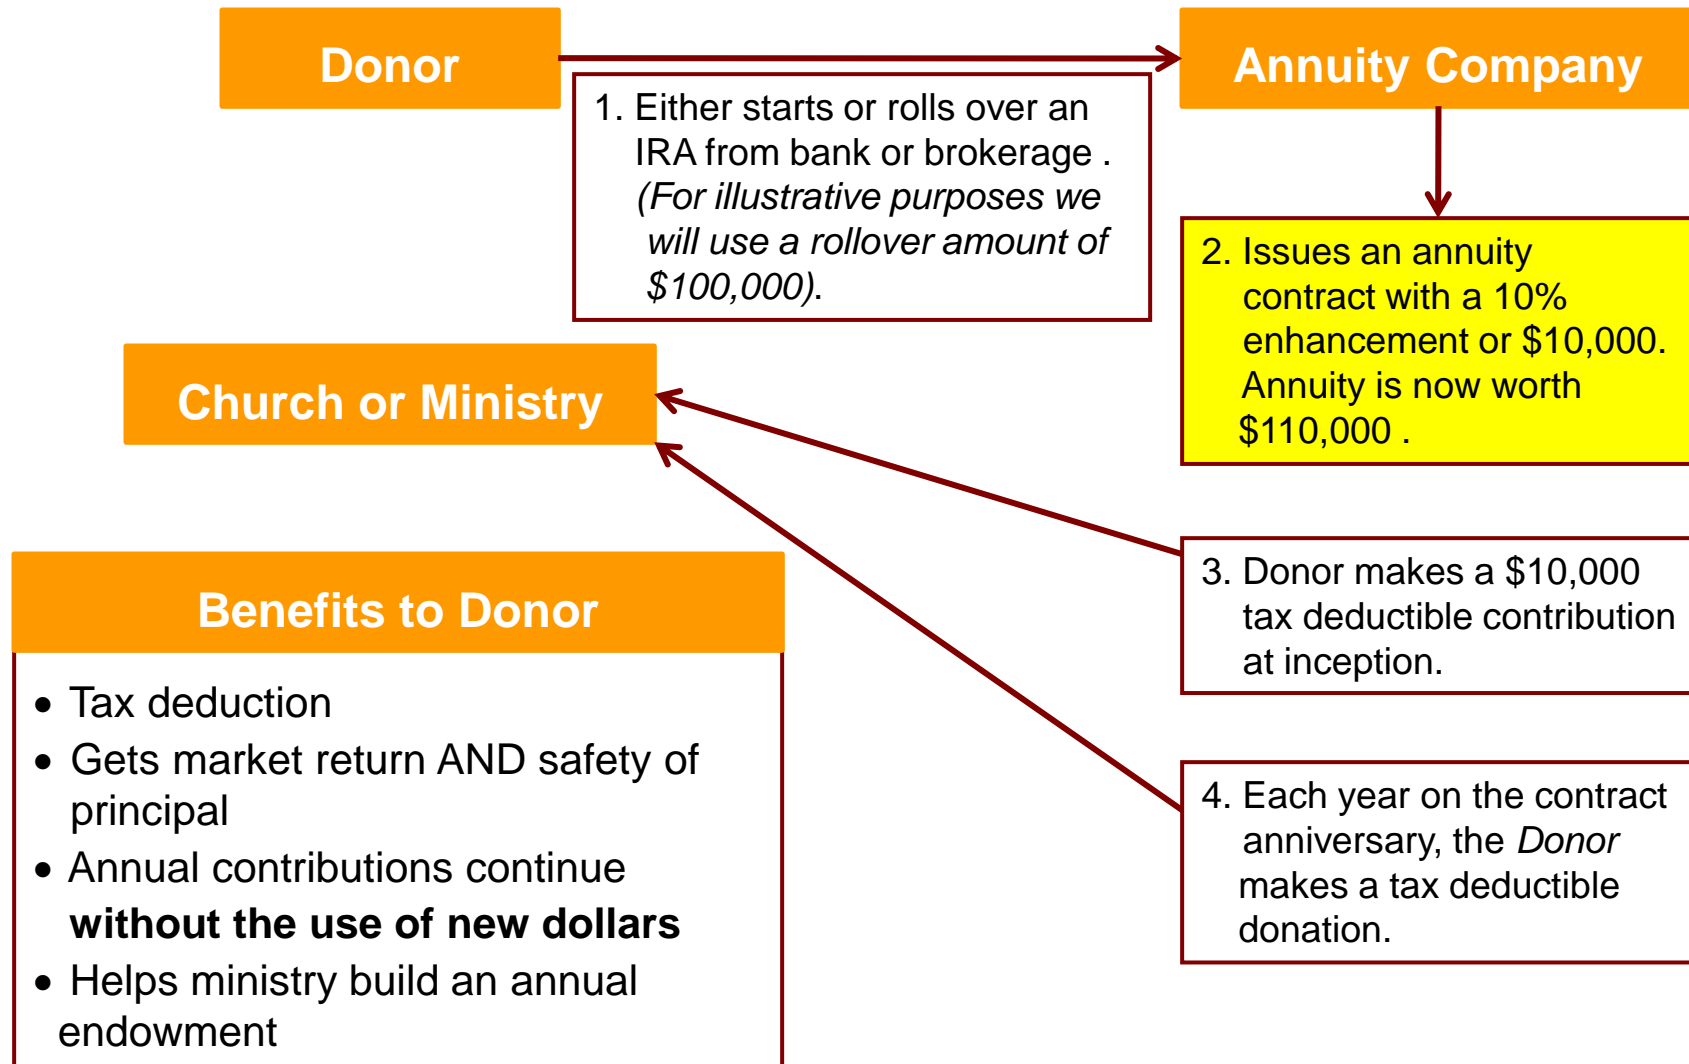 Donor
Annuity Company
1. Either starts or rolls over an
IRA from bank or brokerage .
(For illustrative purposes we
will use a rollover amount of
$100,000).
2. Issues an annuity
contract with a 10%
enhancement or $10,000.
Annuity is now worth
$110,000 .
Church or Ministry
3. Donor makes a $10,000
tax deductible contribution
at inception.
4. Each year on the contract
anniversary, the Donor
makes a tax deductible
donation.
Benefits to Donor
• Tax deduction
• Gets market return AND safety of
principal
• Annual contributions continue
without the use of new dollars
• Helps ministry build an annual
endowment